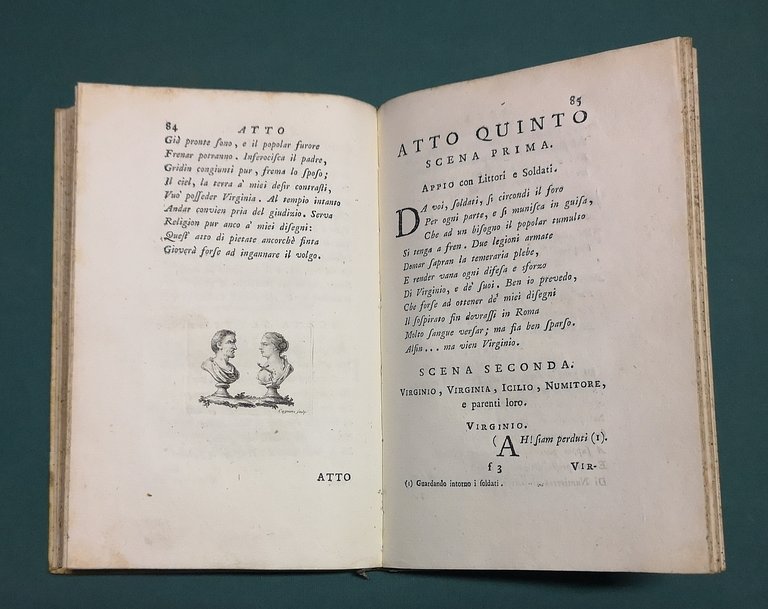 84 ATTO
Già pronte ſono, e il popolar furore
Frenar potranno. Inferociſca il padre,
Gridin congiunti pur, frema lo ſpoſo;
Il ciel, la terra a' miei deſir contraſti,
Vuo' poſſeder Virginia. Al tempio intanto
Andar convien pria del giudizio. Serva
Religion pur anco a' miei diſegni:
Queſt' atto di pietate ancorchè finta
Gioverà forſe ad ingannare il volgo.
ATTO
85
ATTO QUINTO
SCENA PRIMA.
APPIO con Littori e Soldati.
DA voi, ſoldati, ſi circondi il foro
Per ogni parte, e ſi muniſca in guiſa,
Che ad un biſogno il popolar tumulto
Si tenga a fren. Due legioni armate
Domar ſapran la temeraria plebe,
E render vana ogni difeſa e sforzo
Di Virginio, e de' ſuoi. Ben io prevedo,
Che forſe ad ottener de' miei diſegni
Il ſoſpirato fin dovraſſi in Roma
Molto ſangue verſar; ma fia ben ſparſo.
Alfin... ma vien Virginio.
SCENA SECONDA.
VIRGINIO, VIRGINIA, ICILIO, NUMITORE,
e parenti loro.
VIRGINIO.
(AH! ſiam perduti (1).
f 3 VIR-
(1) Guardando intorno i ſoldati.